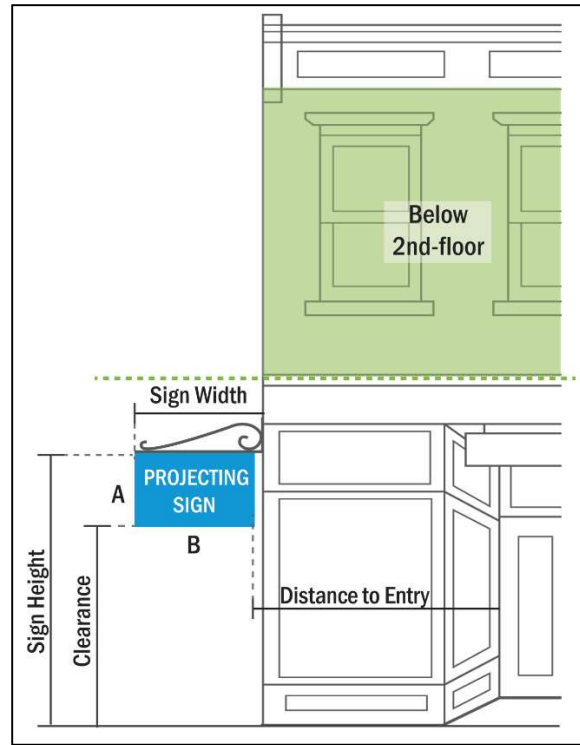 Below
2nd-floor
Sign Width
PROJECTING
SIGN
A
B
Distance to Entry
Sign Height
Clearance